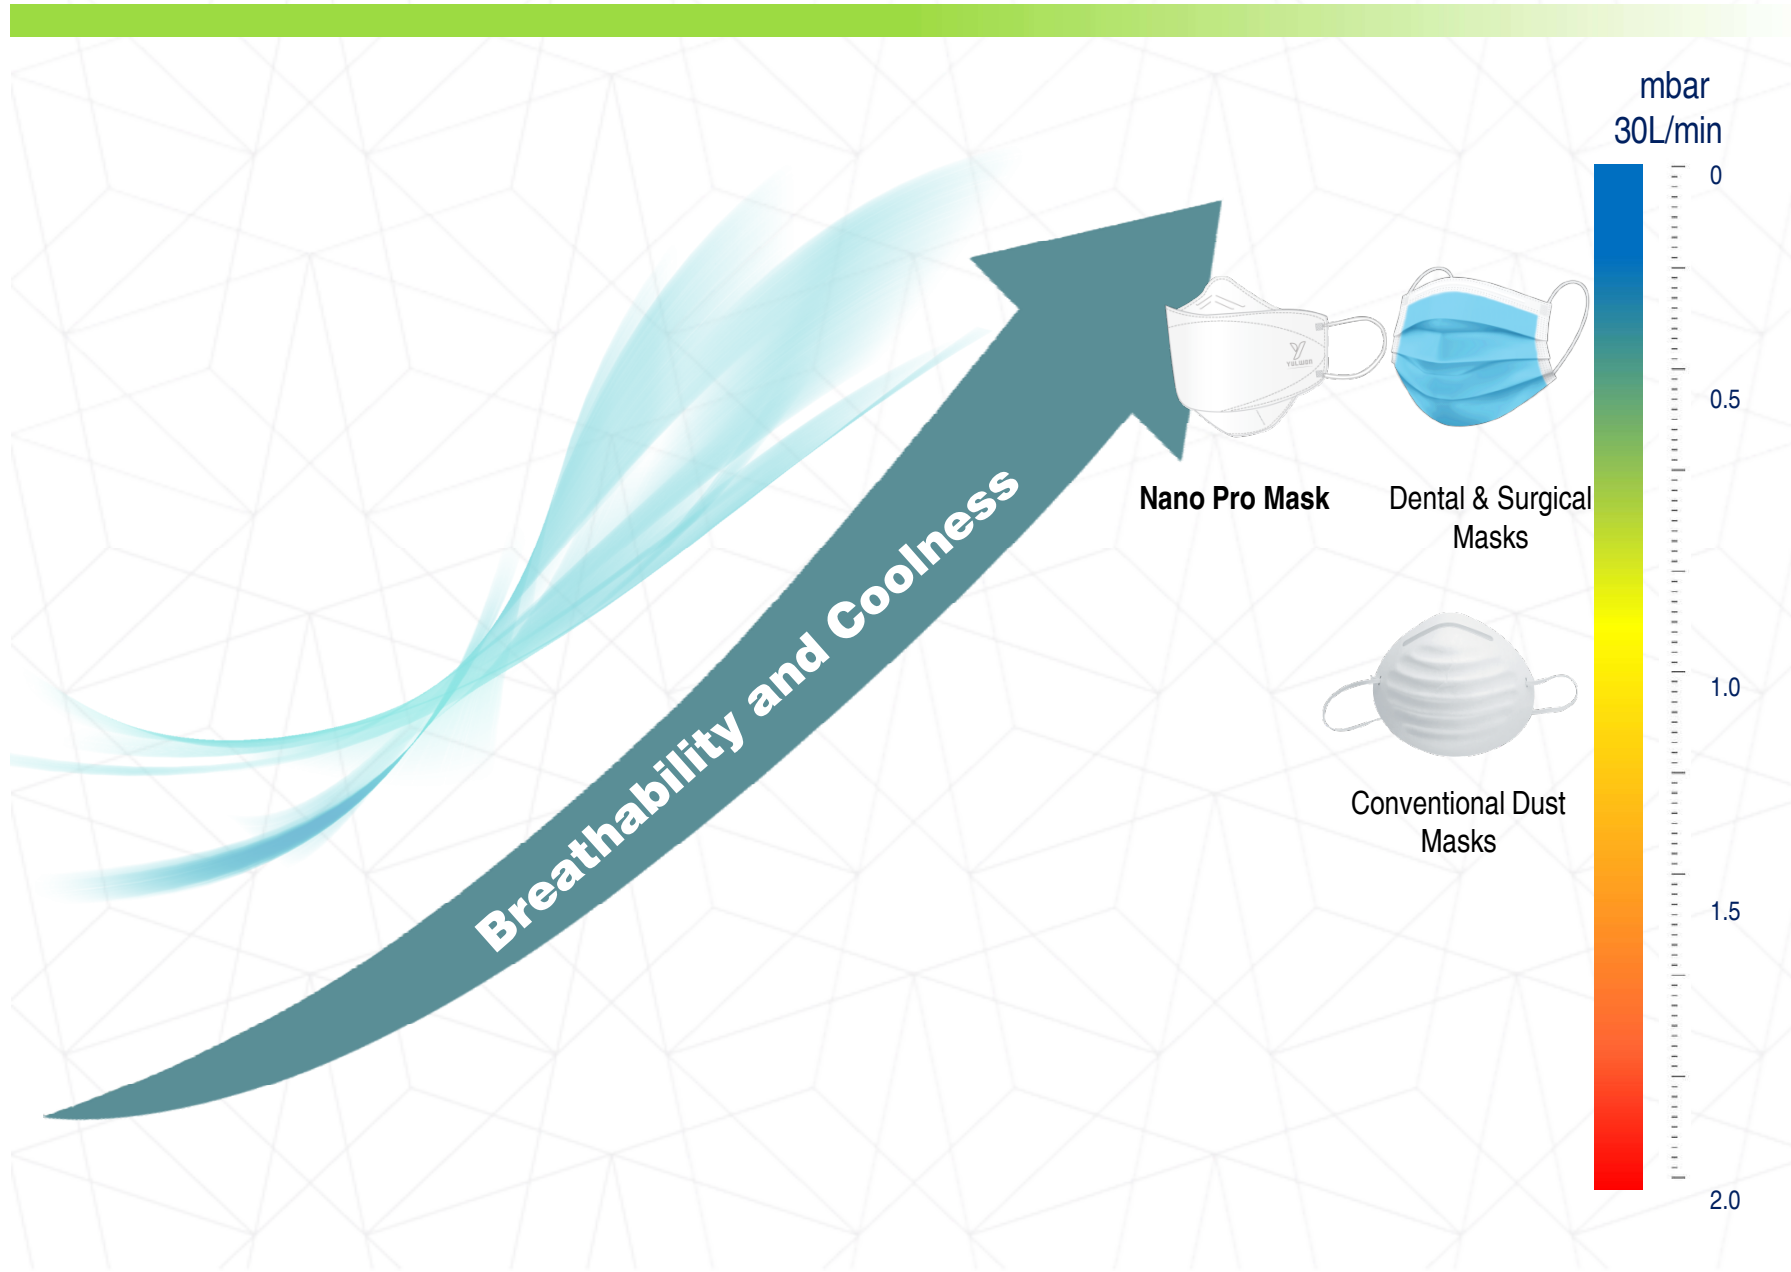 mbar
30L/min
0
YULWON
0.5
Nano Pro Mask
Dental & Surgical
Masks
Breathability and Coolness
1.0
Conventional Dust
Masks
1.5
2.0